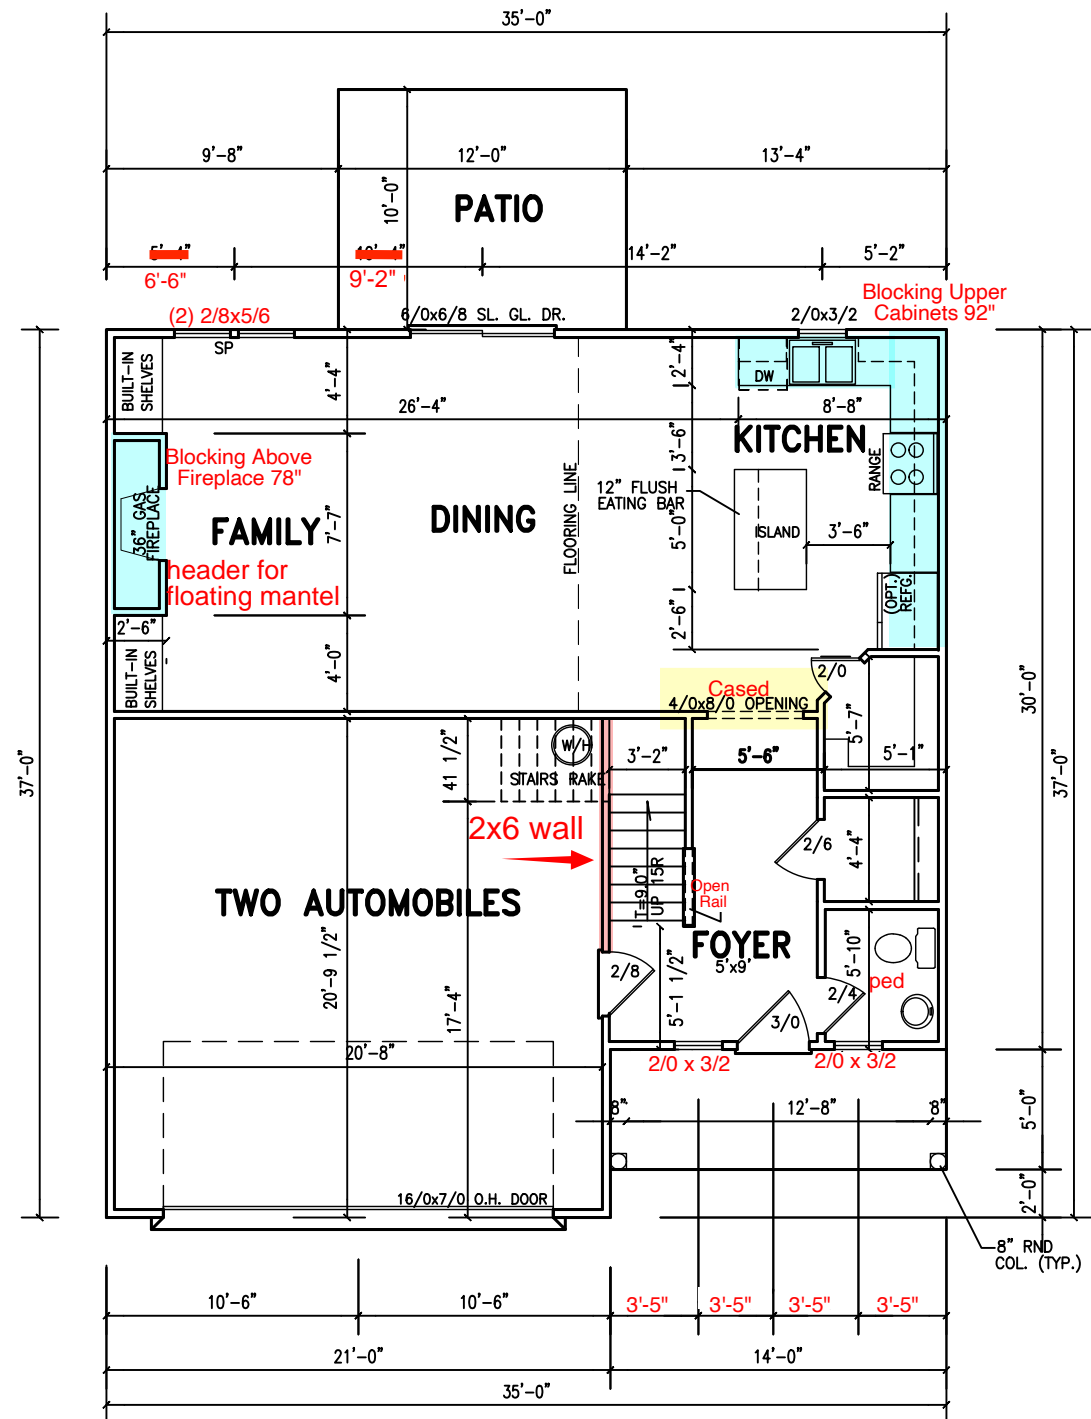 35'-0"
9'-8"
12'-0"
13'-4"
10'-0"
PATIO
5'-4"
10'-4"
14'-2"
5'-2"
6'-6"
9'-2"
Blocking Upper
Cabinets 92"
(2) 2/8x5/6
6/0x6/8 SL. GL. DR.
2/0x3/2
SP
BUILT-IN
SHELVES
4'-4"
2'-4"
DW
26'-4"
8'-8"
KITCHEN
Blocking Above
Fireplace 78"
3'-6"
RANGE
12" FLUSH
EATING BAR
36" GAS
FIREPLACE
FAMILY
7'-7"
DINING
FLOORING LINE
5'-0"
ISLAND
3'-6"
header for
floating mantel
(OPT.)
REFG.
2'-6"
2'-6"
BUILT-IN
SHELVES
4'-0"
2/0
Cased
4/0x8/0 OPENING
30'-0"
37'-0"
37'-0"
41 1/2"
W/H
STAIRS RAKE
3'-2"
5'-6"
5'-7"
5'-1"
2x6 wall
2/6
4'-4"
T=9.0"
UP 15R
Open
Rail
TWO AUTOMOBILES
20'-9 1/2"
17'-4"
FOYER
5'x9'
2/8
5'-1 1/2"
5'-10"
ped
2/4
3/0
20'-8"
2/0 x 3/2
2/0 x 3/2
8"
12'-8"
8"
5'-0"
2'-0"
16/0x7/0 O.H. DOOR
8" RND
COL. (TYP.)
10'-6"
10'-6"
3'-5"
3'-5"
3'-5"
3'-5"
21'-0"
14'-0"
35'-0"